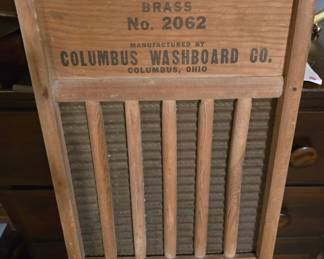 BRASS
No. 2062
MANUFACTURED BY
COLUMBUS WASHBOARD CO.
COLUMBUS, OHIO